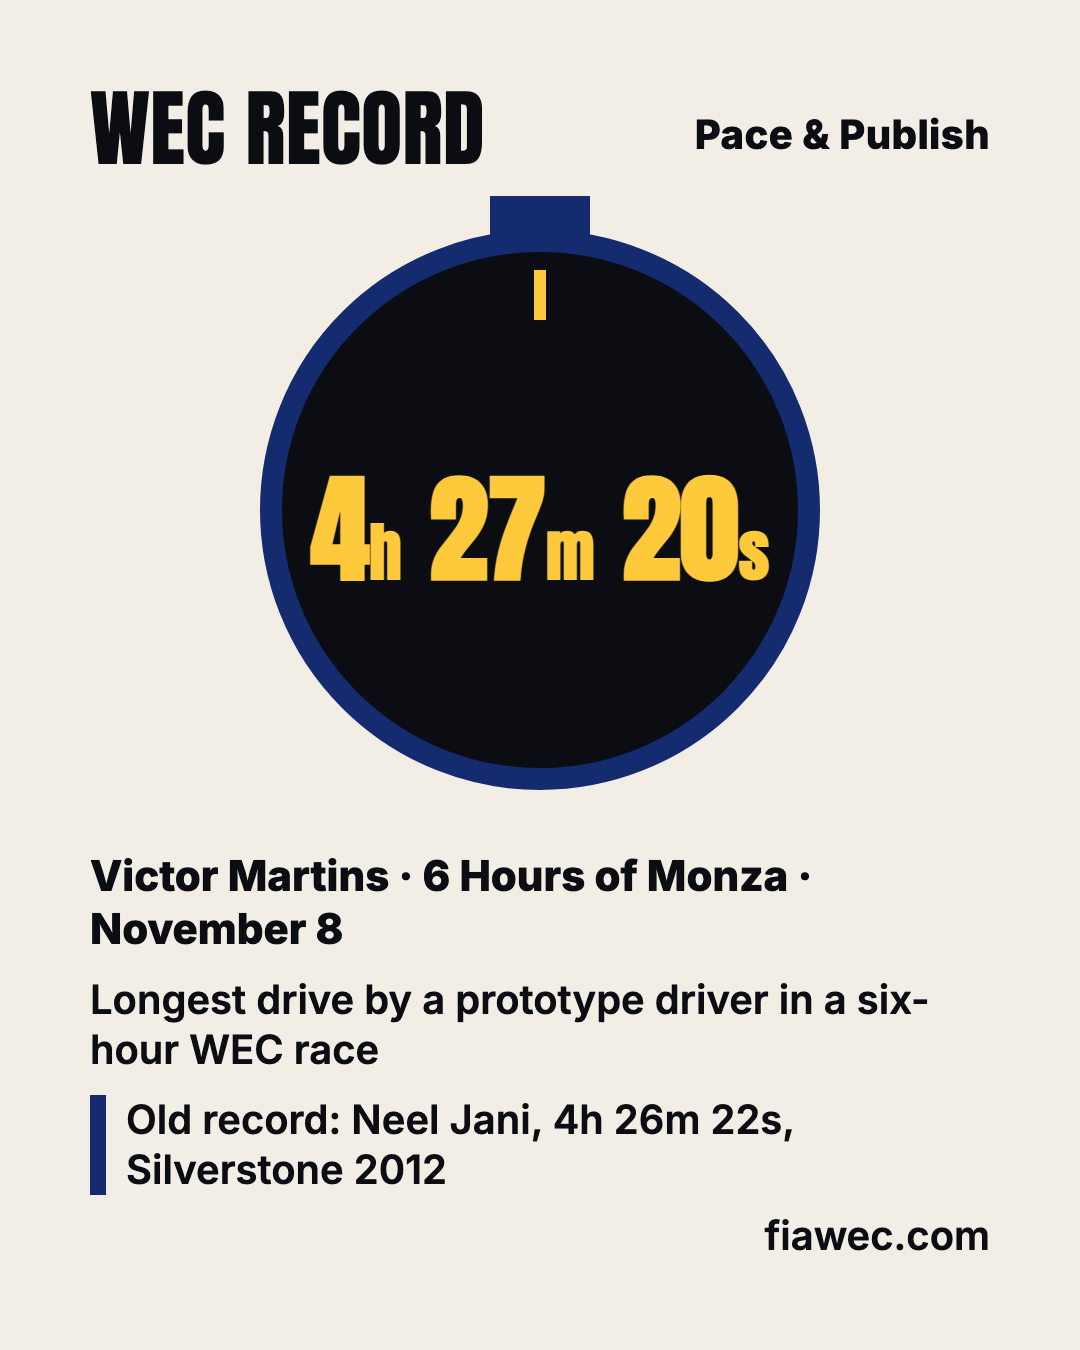 WEC RECORD
Pace & Publish
4h 27m 20s
Victor Martins · 6 Hours of Monza ·
November 8
Longest drive by a prototype driver in a six-
hour WEC race
Old record: Neel Jani, 4h 26m 22s,
Silverstone 2012
fiawec.com